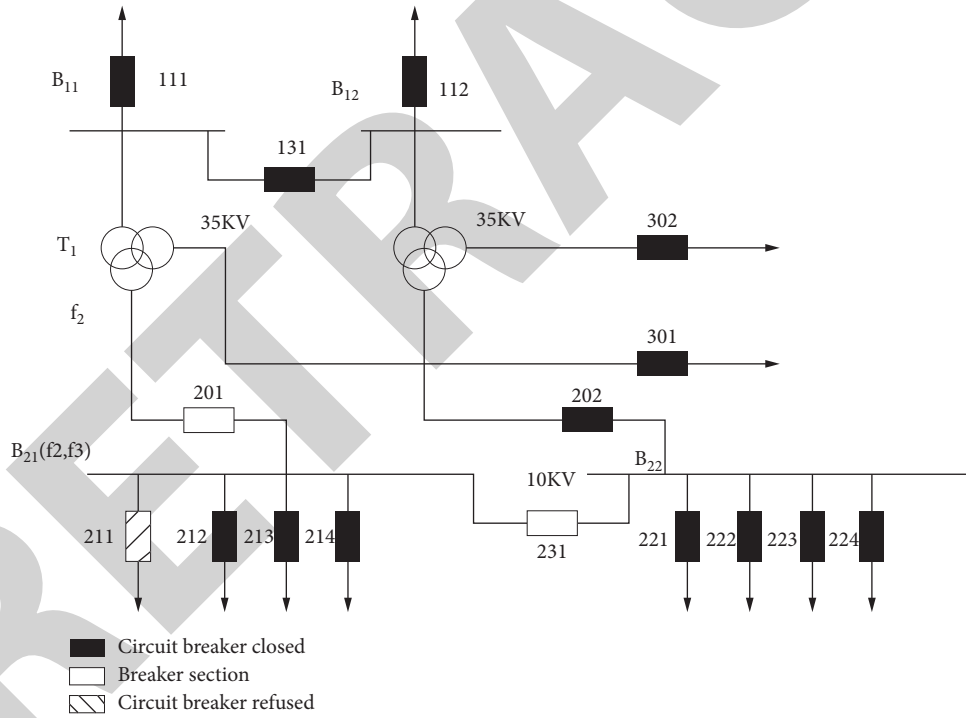 B11
111
B12
112
131
35KV
35KV
302
T1
f2
301
201
202
B21(f2,f3)
10KV
B22
211
212
213
214
231
221
222
223
224
Circuit breaker closed
Breaker section
Circuit breaker refused
RETRAC